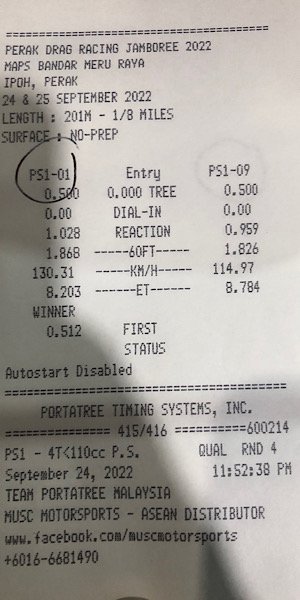 PERAK DRAG RACING JAMBOREE 2022
MAPS BANDAR MERU RAYA
IPOH, PERAK
24 & 25 SEPTEMBER 2022
LENGTH : 201M - 1/8 MILES
SURFACE : NO-PREP
PS1-01 Entry PS1-09
0.500 0.000 TREE 0.500
0.00 DIAL-IN 0.00
1.028 REACTION 0.959
1.868 -----60FT----- 1.826
130.31 -----KM/H----- 114.97
8.203 ------ET------ 8.784
WINNER
0.512 FIRST
STATUS
Autostart Disabled
========================================
PORTATREE TIMING SYSTEMS, INC.
=============== 415/416 ==========600214
PS1 - 4T<110cc P.S. QUAL RND 4
September 24, 2022 11:52:38 PM
TEAM PORTATREE MALAYSIA
MUSC MOTORSPORTS - ASEAN DISTRIBUTOR
www.facebook.com/muscmotorsports
+6016-6681490